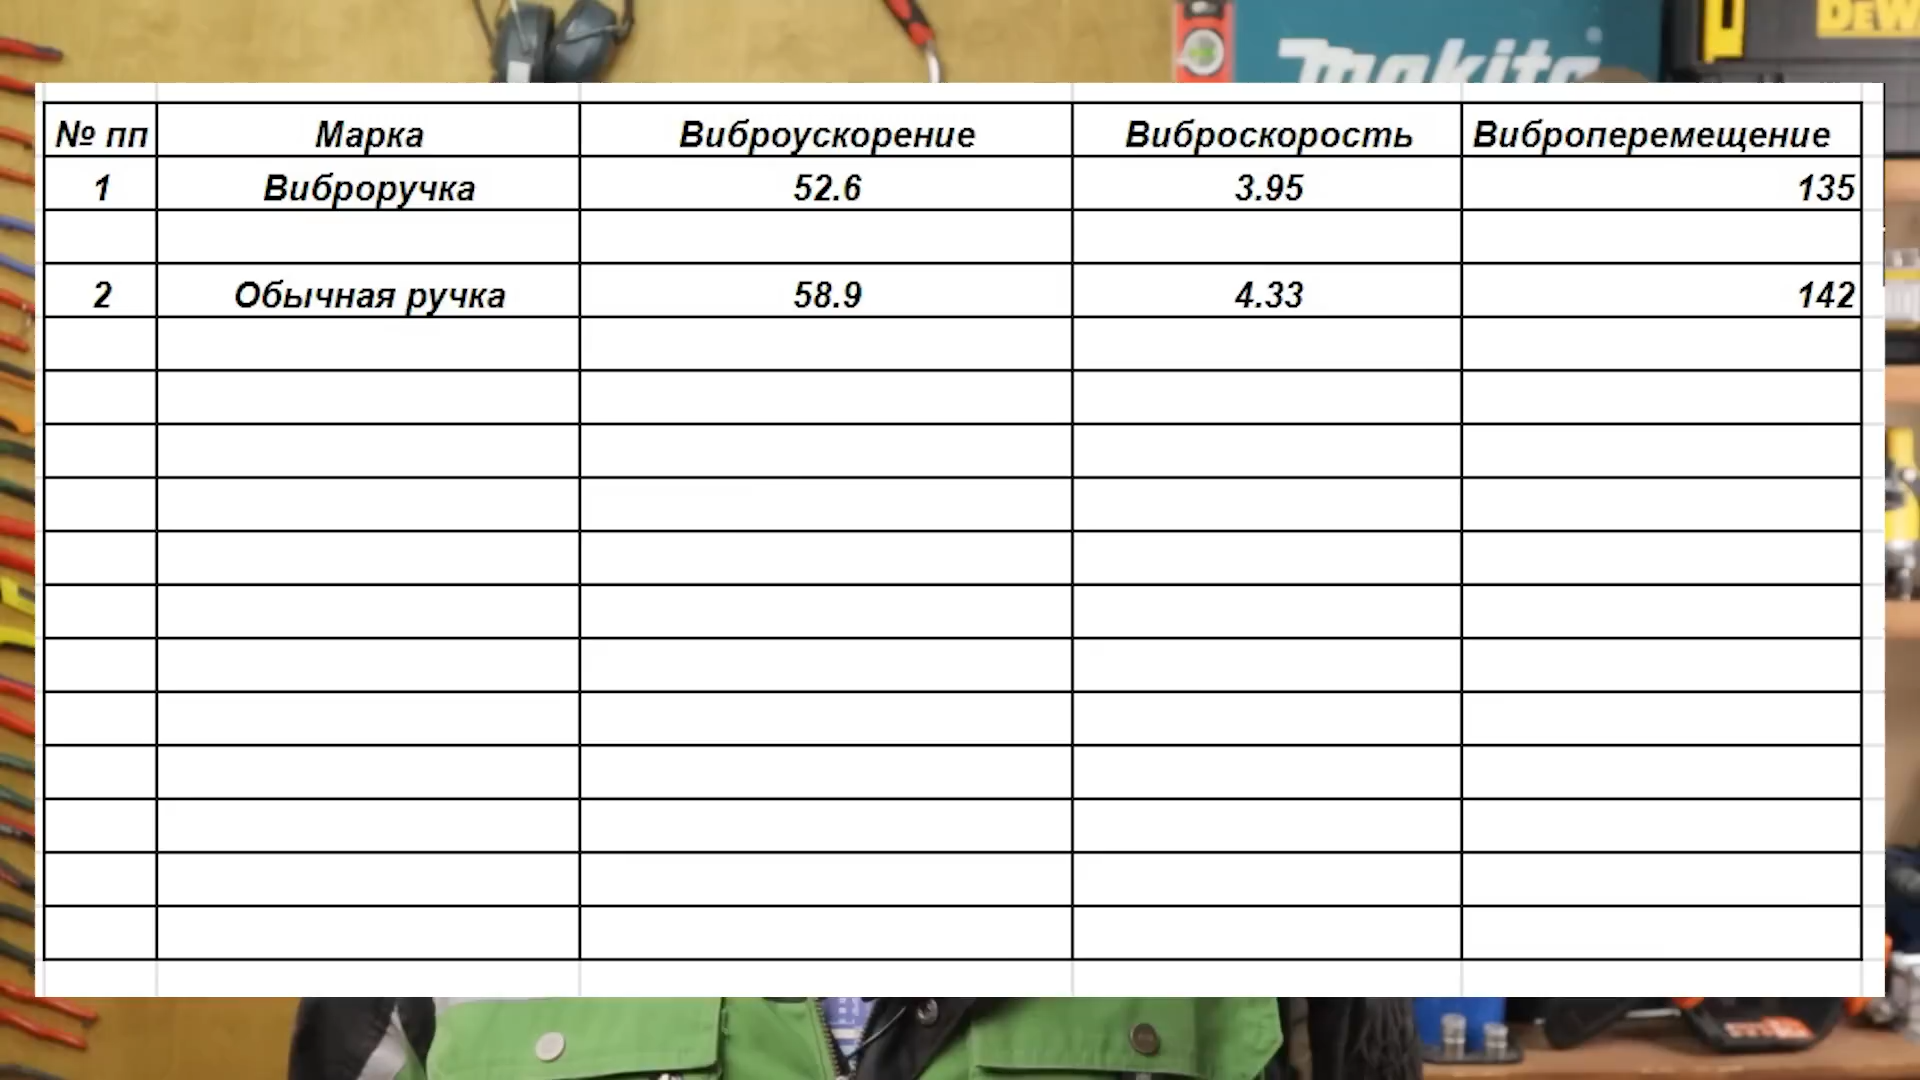 makita
№ пп Марка Виброускорение Виброскорость Виброперемещение
1 Виброручка 52.6 3.95 135
2 Обычная ручка 58.9 4.33 142